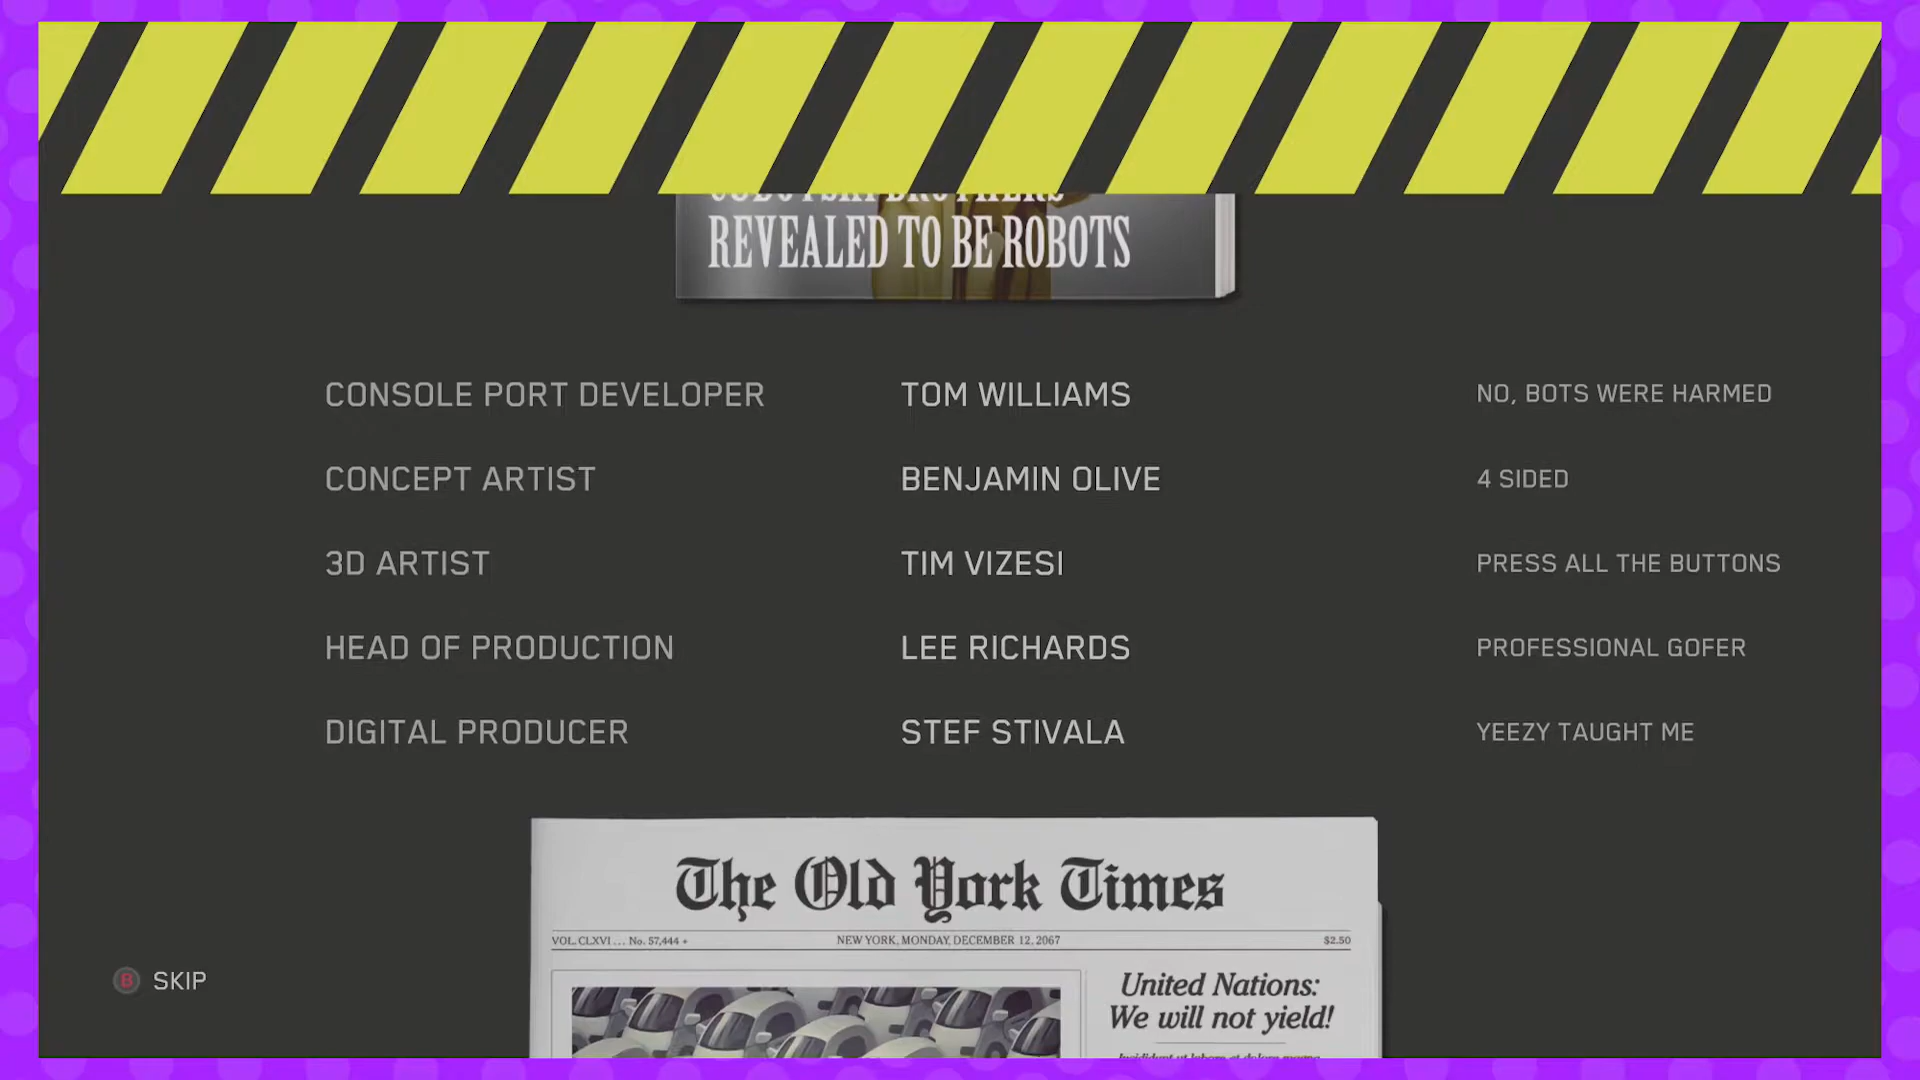 REVEALED TO BE ROBOTS
CONSOLE PORT DEVELOPER TOM WILLIAMS NO, BOTS WERE HARMED
CONCEPT ARTIST BENJAMIN OLIVE 4 SIDED
3D ARTIST TIM VIZESI PRESS ALL THE BUTTONS
HEAD OF PRODUCTION LEE RICHARDS PROFESSIONAL GOFER
DIGITAL PRODUCER STEF STIVALA YEEZY TAUGHT ME
The Old York Times
VOL. CLXVI ... No. 57,444 + NEW YORK, MONDAY, DECEMBER 12, 2067 $2.50
United Nations:
We will not yield!
B SKIP